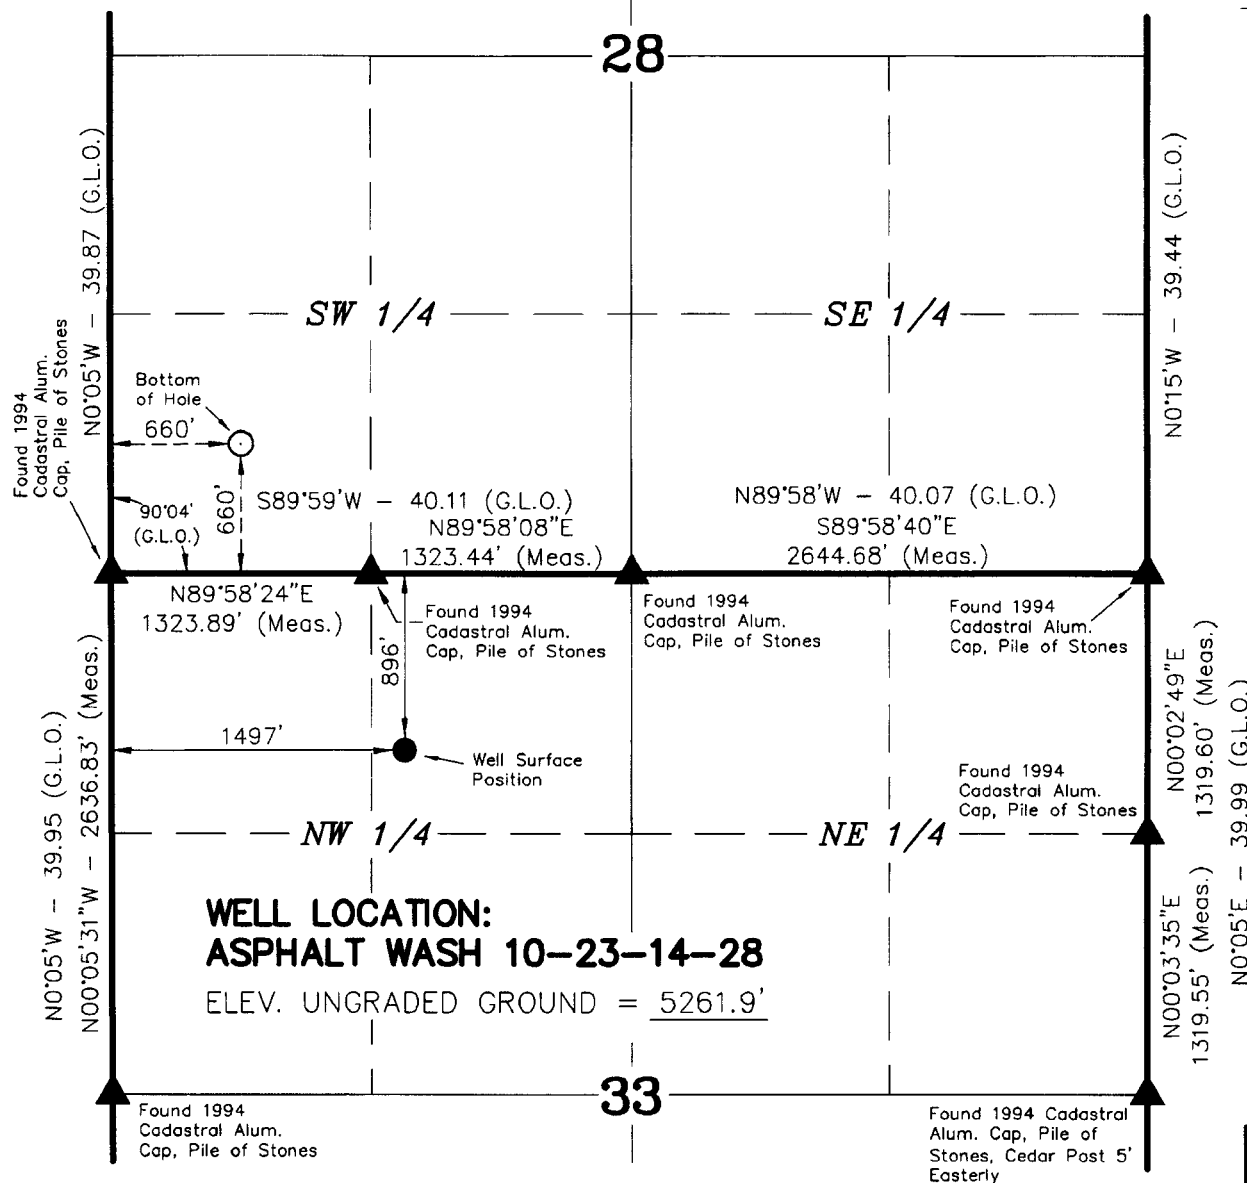 28
N0°05'W – 39.87 (G.L.O.)
N0°15'W – 39.44 (G.L.O.)
SW 1/4
SE 1/4
Found 1994
Cadastral Alum.
Cap, Pile of Stones
Bottom
of Hole
660'
660'
90°04'
(G.L.O.)
S89°59'W – 40.11 (G.L.O.)
N89°58'08"E
1323.44' (Meas.)
N89°58'W – 40.07 (G.L.O.)
S89°58'40"E
2644.68' (Meas.)
N89°58'24"E
1323.89' (Meas.)
Found 1994
Cadastral Alum.
Cap, Pile of Stones
Found 1994
Cadastral Alum.
Cap, Pile of Stones
Found 1994
Cadastral Alum.
Cap, Pile of Stones
896'
1497'
Well Surface
Position
N0°05'W – 39.95 (G.L.O.)
N00°05'31"W – 2636.83' (Meas.)
N00°02'49"E
1319.60' (Meas.)
Found 1994
Cadastral Alum.
Cap, Pile of Stones
N0°05'E – 39.99 (G.L.O.)
NW 1/4
NE 1/4
N00°03'35"E
1319.55' (Meas.)
WELL LOCATION:
ASPHALT WASH 10–23–14–28
ELEV. UNGRADED GROUND = 5261.9'
33
Found 1994
Cadastral Alum.
Cap, Pile of Stones
Found 1994 Cadastral
Alum. Cap, Pile of
Stones, Cedar Post 5'
Easterly